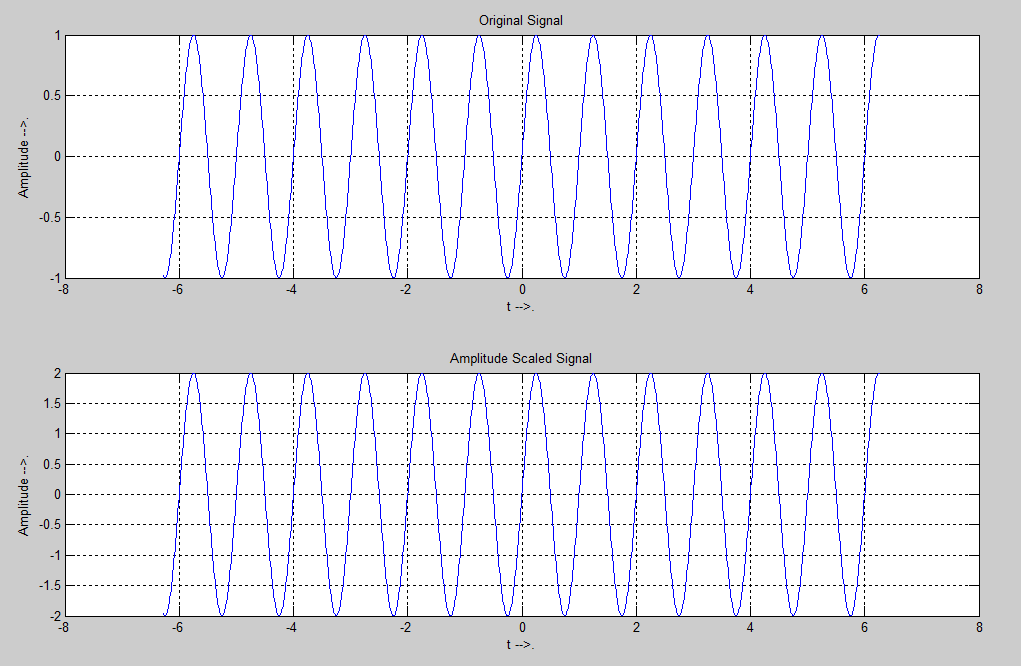 Original Signal
1
0.5
0
-0.5
-1
Amplitude -->.
-8 -6 -4 -2 0 2 4 6 8
t -->.
Amplitude Scaled Signal
2
1.5
1
0.5
0
-0.5
-1
-1.5
-2
Amplitude -->.
-8 -6 -4 -2 0 2 4 6 8
t -->.